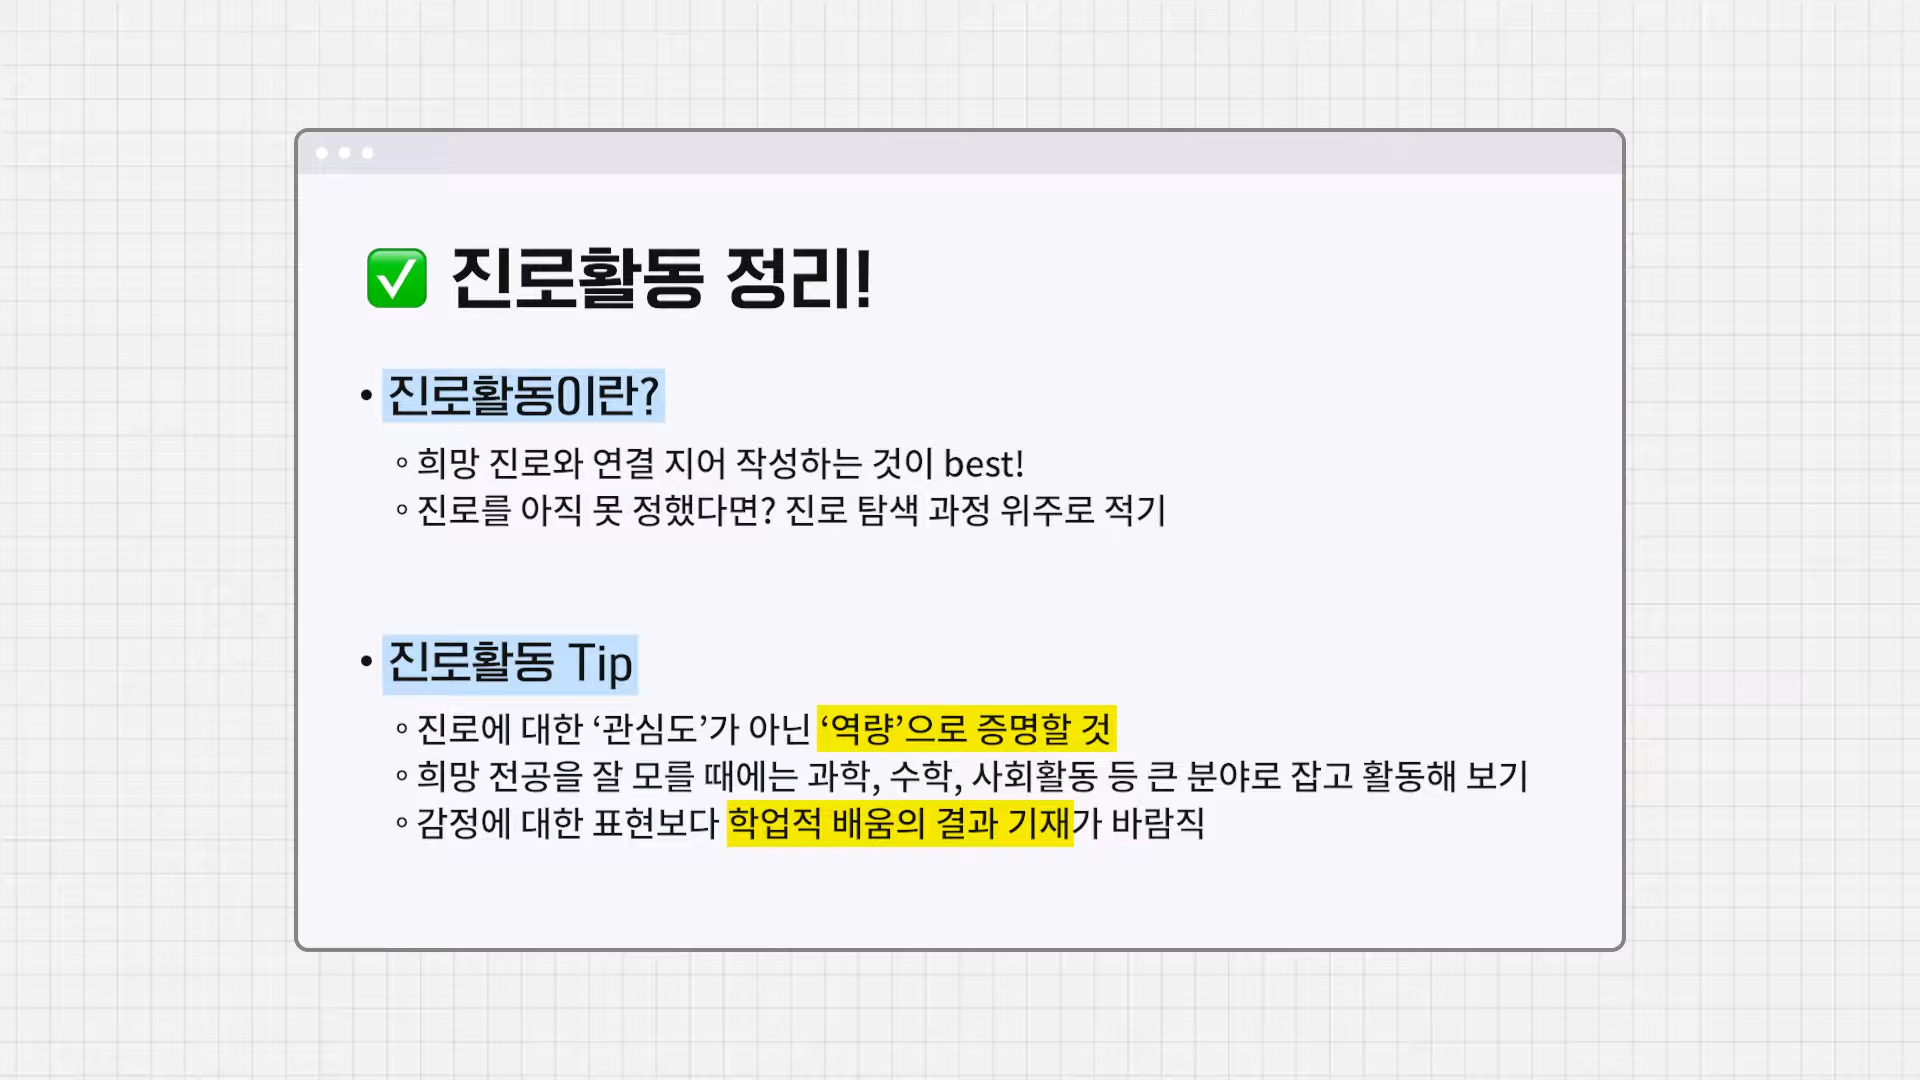 ✅ 진로활동 정리!
• 진로활동이란?
◦ 희망 진로와 연결 지어 작성하는 것이 best!
◦ 진로를 아직 못 정했다면? 진로 탐색 과정 위주로 적기
• 진로활동 Tip
◦ 진로에 대한 ‘관심도’가 아닌 ‘역량’으로 증명할 것
◦ 희망 전공을 잘 모를 때에는 과학, 수학, 사회활동 등 큰 분야로 잡고 활동해 보기
◦ 감정에 대한 표현보다 학업적 배움의 결과 기재가 바람직